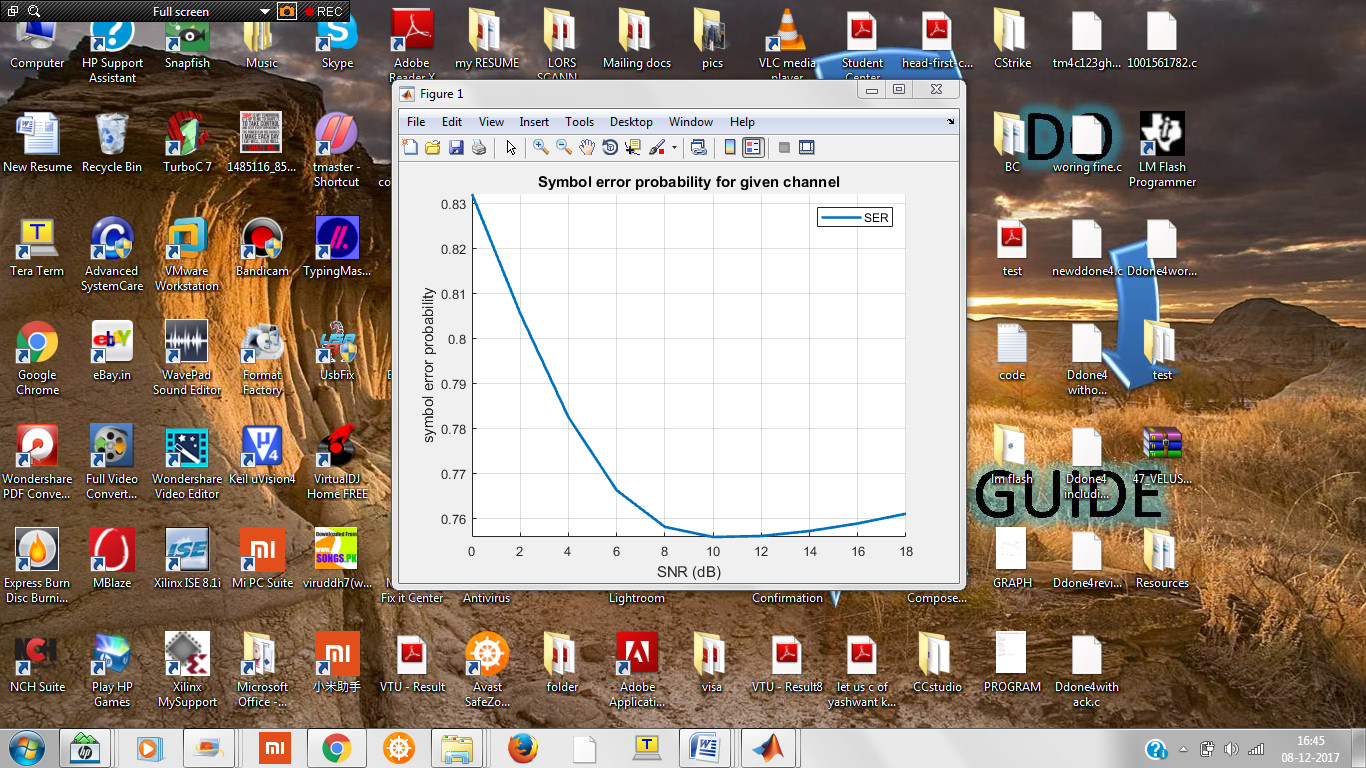 Full screen
REC
Computer
HP Support
Assistant
Snapfish
Music
Skype
Adobe
Reader X
my RESUME
LORS
SCANN
Mailing docs
pics
VLC media
player
Student
Center
head-first-c...
CStrike
tm4c123gh...
1001561782.c
Figure 1
File Edit View Insert Tools Desktop Window Help
New Resume
Recycle Bin
TurboC 7
1485116_85...
tmaster -
Shortcut
BC
DO
woring fine.c
LM Flash
Programmer
Symbol error probability for given channel
SER
0.83
0.82
0.81
0.8
0.79
0.78
0.77
0.76
symbol error probability
0 2 4 6 8 10 12 14 16 18
SNR (dB)
Tera Term
Advanced
SystemCare
VMware
Workstation
Bandicam
TypingMas...
test
newddone4.c
Ddone4wor...
Google
Chrome
eBay.in
WavePad
Sound Editor
Format
Factory
UsbFix
code
Ddone4
witho...
test
Wondershare
PDF Conve...
Full Video
Convert...
Wondershare
Video Editor
Keil uVision4
VirtualDJ
Home FREE
lm flash
Ddone4
includi...
47_VELUS...
GUIDE
Express Burn
Disc Burni...
MBlaze
Xilinx ISE 8.1i
Mi PC Suite
viruddh7(w...
Fix it Center
Antivirus
Lightroom
Confirmation
Compose...
GRAPH
Ddone4revi...
Resources
NCH Suite
Play HP
Games
Xilinx
MySupport
Microsoft
Office -...
小米助手
VTU - Result
Avast
SafeZo...
folder
Adobe
Applicati...
visa
VTU - Result8
let us c of
yashwant k...
CCstudio
PROGRAM
Ddone4with
ack.c
16:45
08-12-2017